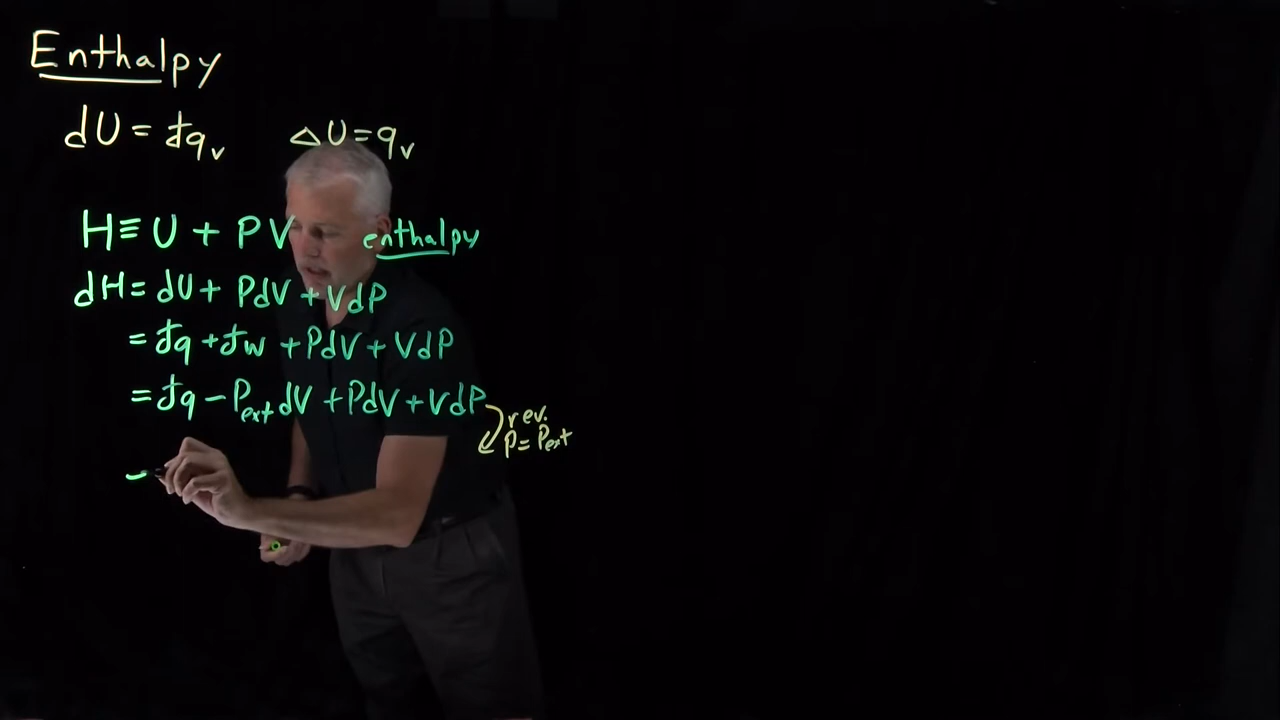 Enthalpy
dU = đq_v   ΔU = q_v
H ≡ U + PV   enthalpy
dH = dU + PdV + VdP
= đq + đw + PdV + VdP
= đq - P_ext dV + PdV + VdP
rev.
P = P_ext